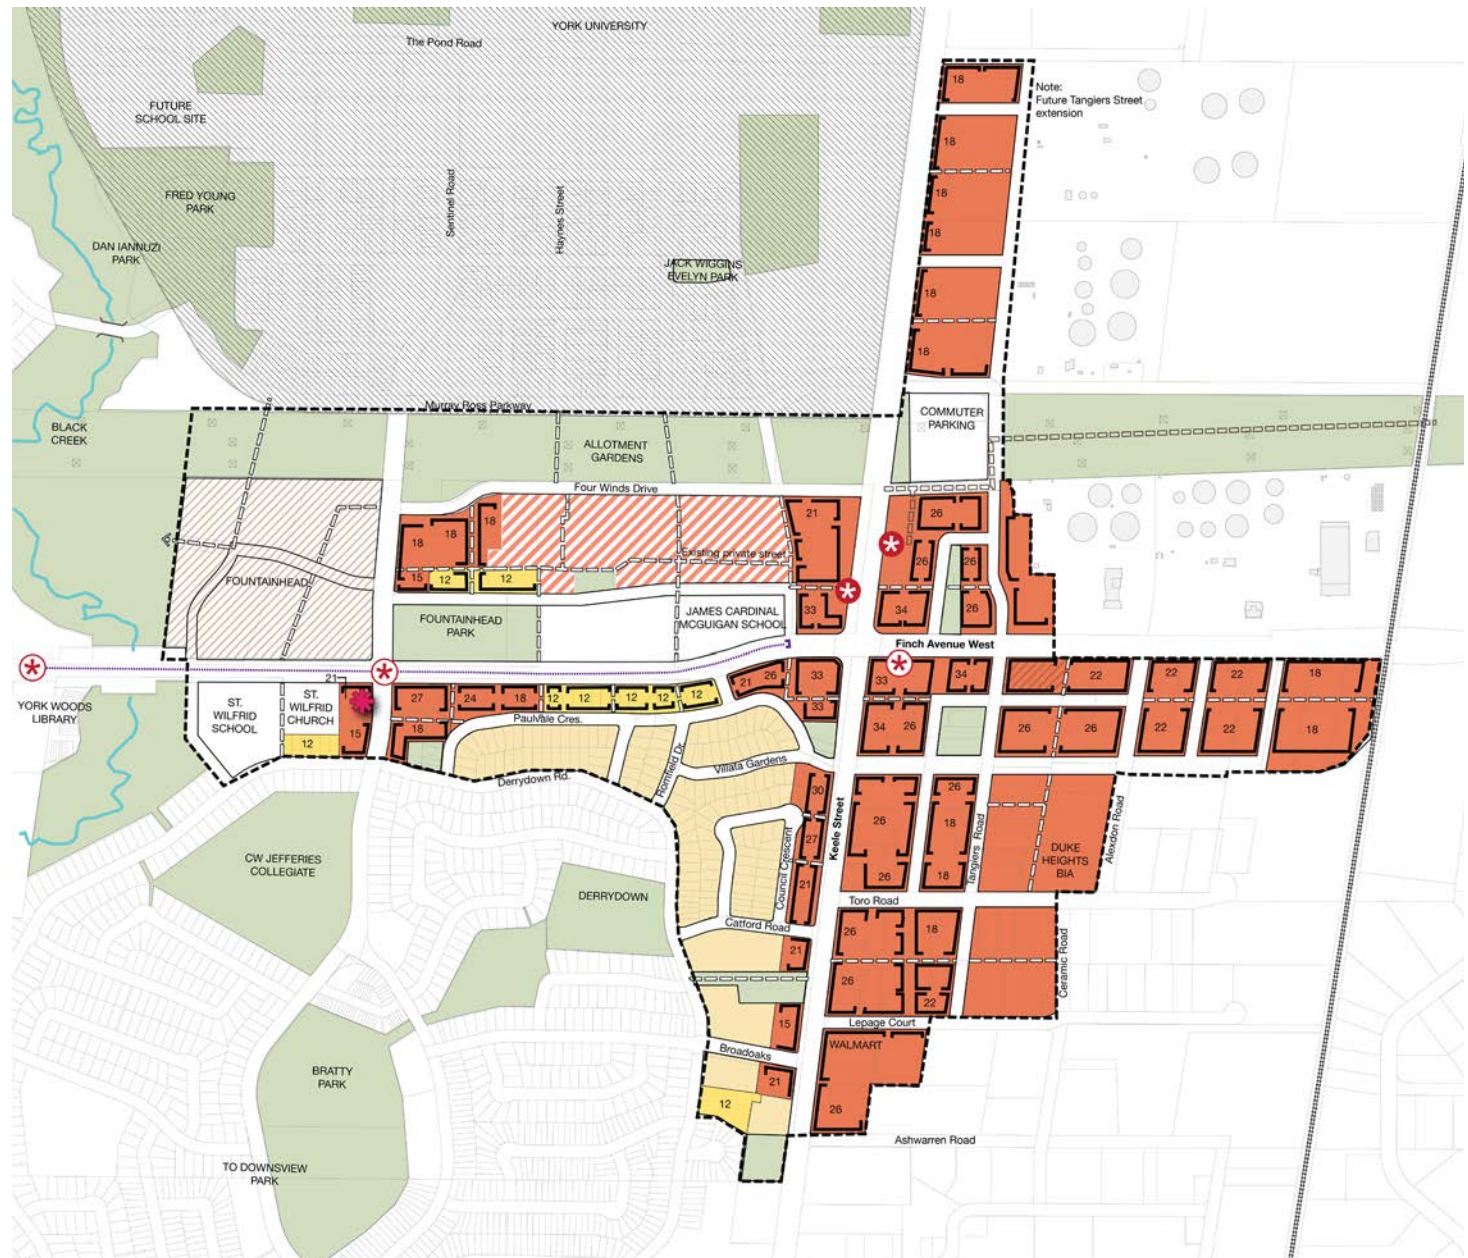 YORK UNIVERSITY
The Pond Road
18
Note:
Future Tangiers Street
extension
FUTURE
SCHOOL SITE
18
FRED YOUNG
PARK
Sentinel Road
Haynes Street
18
18
DAN IANNUZI
PARK
JACK WIGGINS
EVELYN PARK
18
18
Murray Ross Parkway
COMMUTER
PARKING
BLACK
CREEK
ALLOTMENT
GARDENS
Four Winds Drive
18
18
18
21
26
Existing private street
15
12
12
26
26
FOUNTAINHEAD
FOUNTAINHEAD
PARK
JAMES CARDINAL
MCGUIGAN SCHOOL
33
34
26
Finch Avenue West
21
27
24
18
12
12
12
12
12
21
26
33
33
34
22
22
22
18
YORK WOODS
LIBRARY
ST.
WILFRID
SCHOOL
ST.
WILFRID
CHURCH
12
15
18
Paulvale Cres.
33
34
26
26
26
22
22
18
Derrydown Rd.
Romfield Dr.
Villata Gardens
30
27
21
Council Crescent
Keele Street
26
26
26
18
18
Tangiers Road
DUKE
HEIGHTS
BIA
Alexdon Road
CW JEFFERIES
COLLEGIATE
DERRYDOWN
Toro Road
Catford Road
21
26
18
26
22
Ceramic Road
15
Lepage Court
Broadoaks
WALMART
BRATTY
PARK
21
12
26
Ashwarren Road
TO DOWNSVIEW
PARK